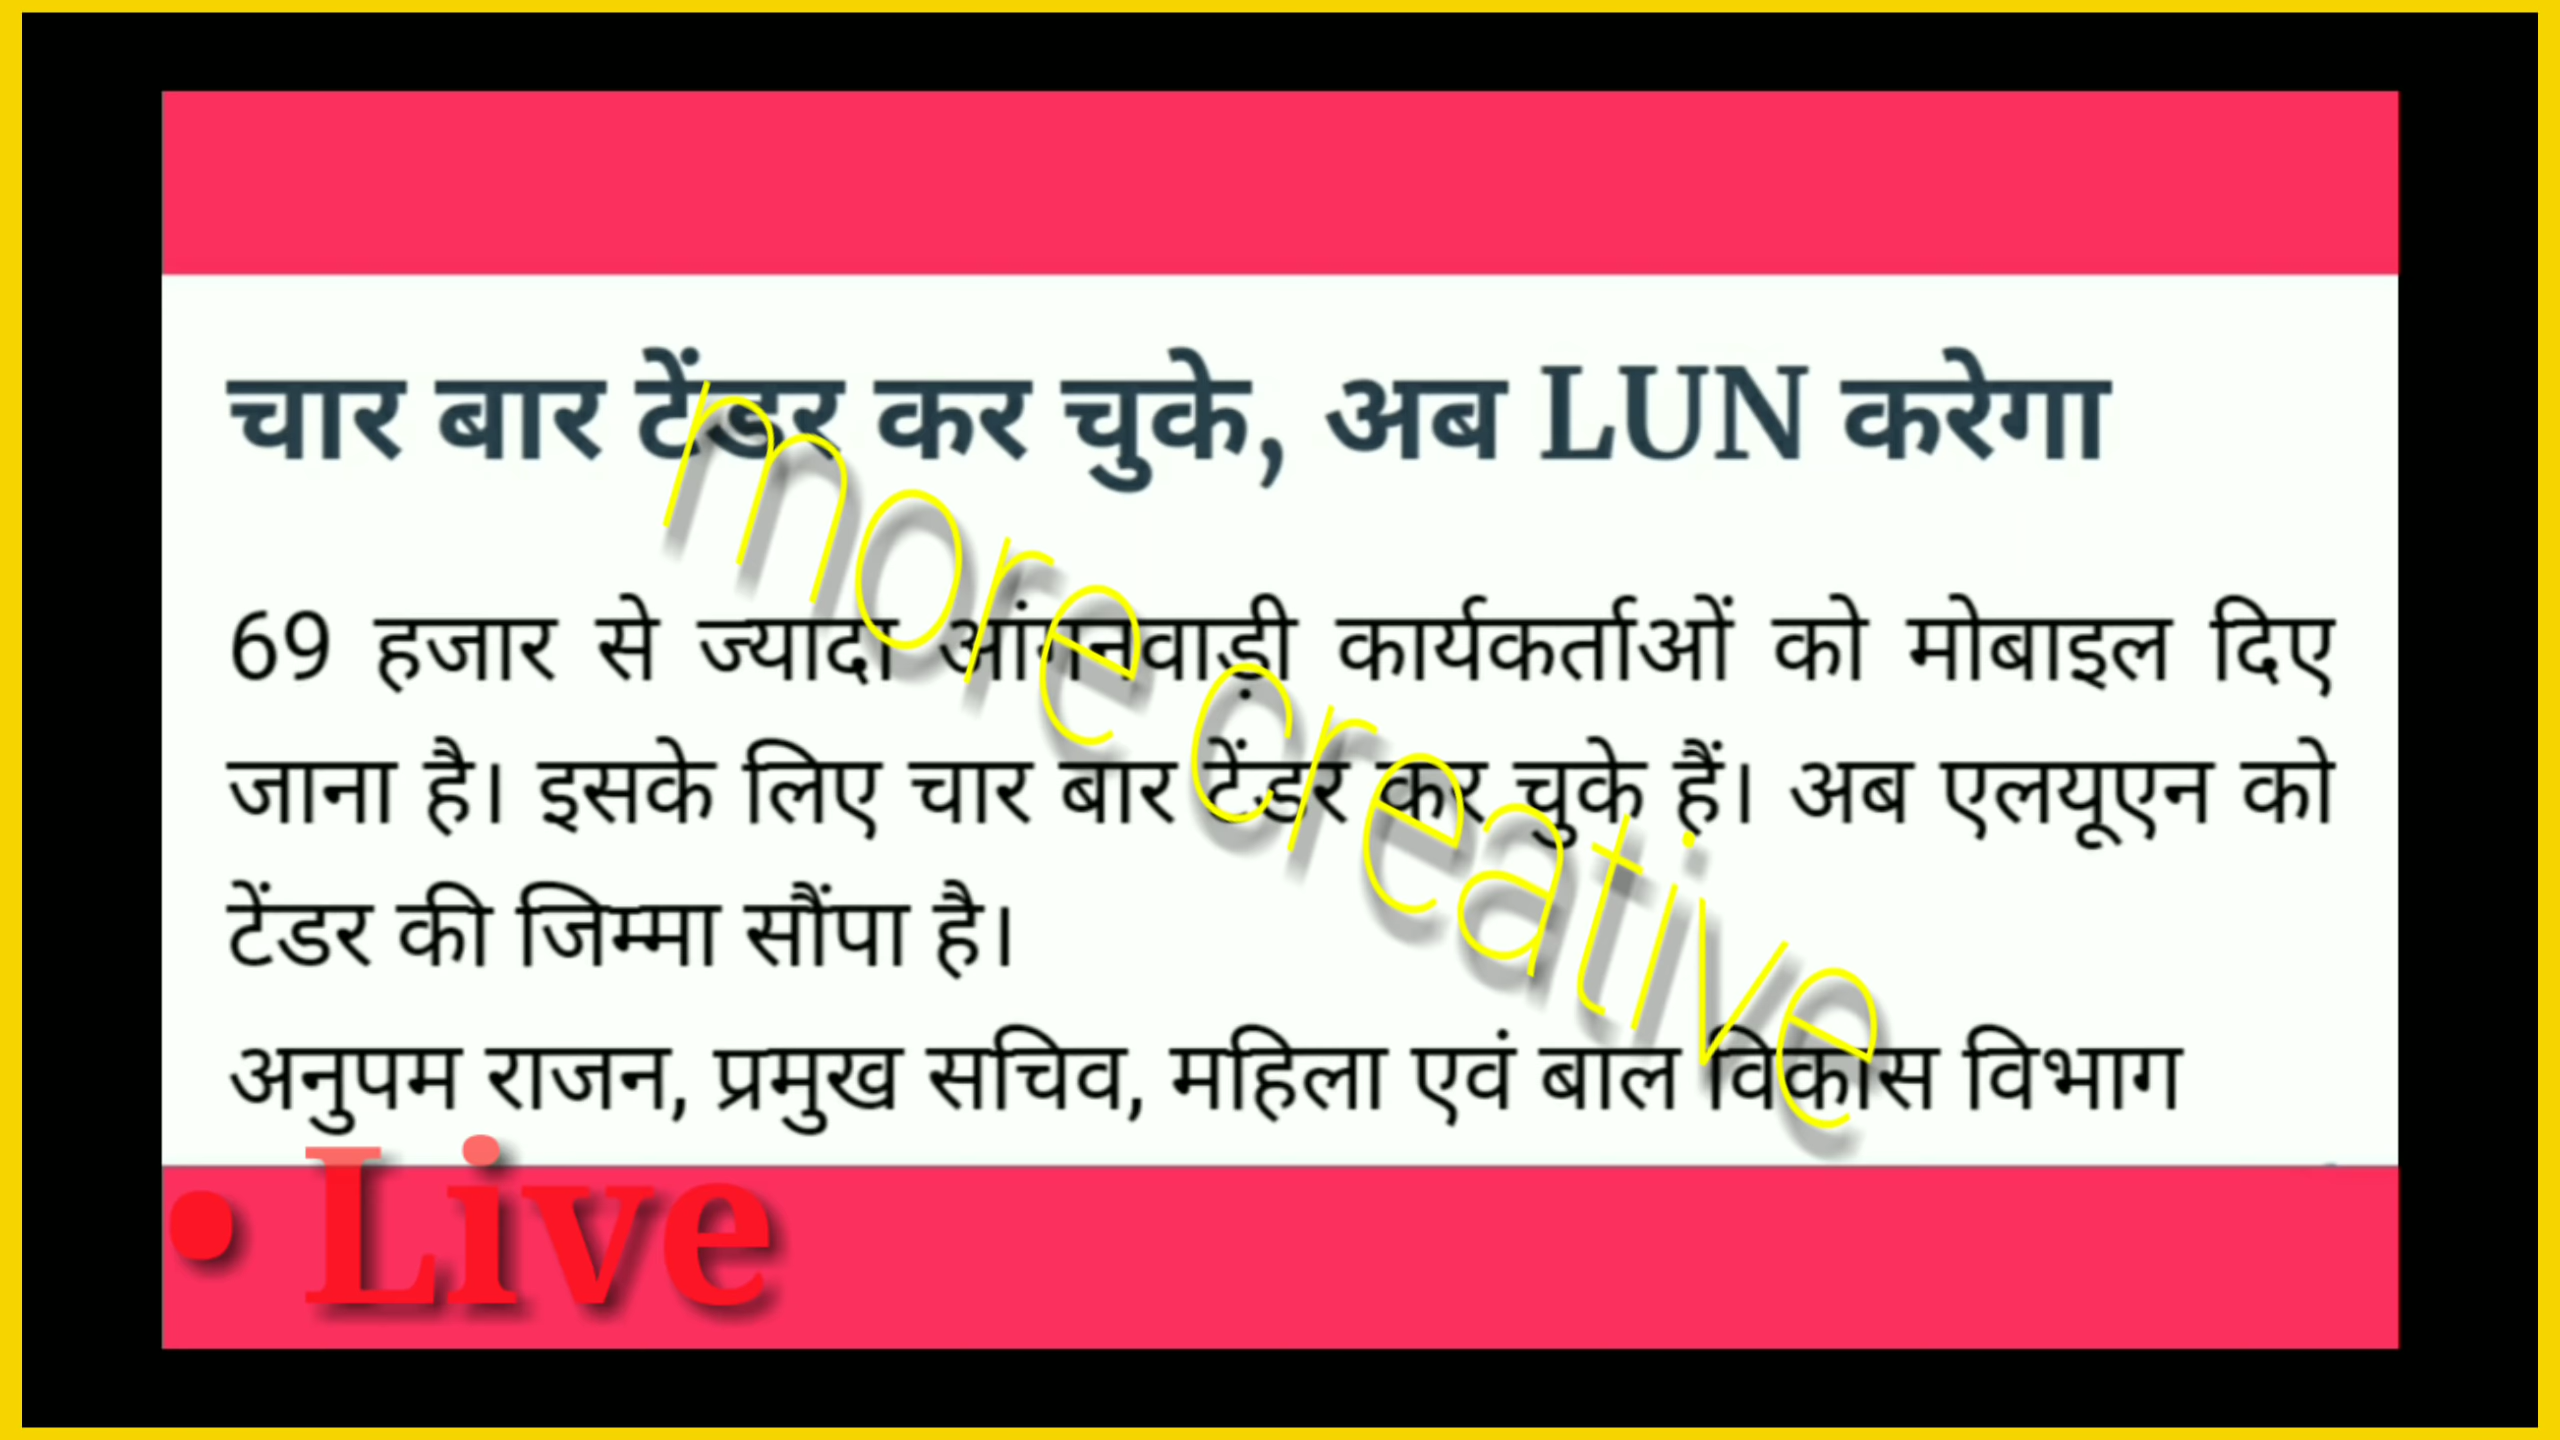 चार बार टेंडर कर चुके, अब LUN करेगा
69 हजार से ज्यादा आंगनवाड़ी कार्यकर्ताओं को मोबाइल दिए
जाना है। इसके लिए चार बार टेंडर कर चुके हैं। अब एलयूएन को
टेंडर की जिम्मा सौंपा है।
अनुपम राजन, प्रमुख सचिव, महिला एवं बाल विकास विभाग
more creative
• Live